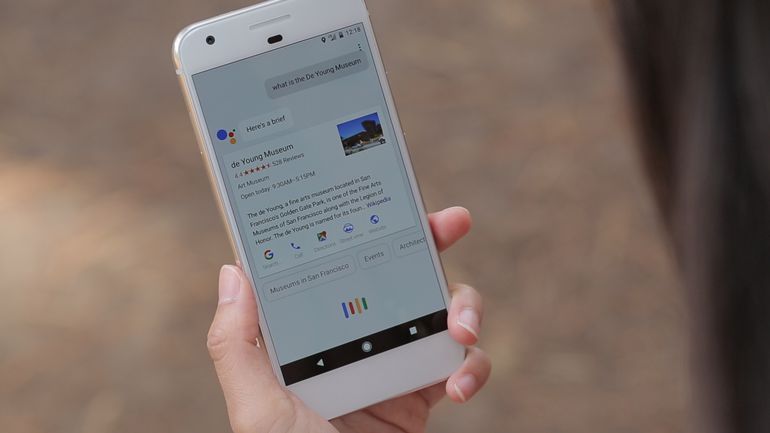 12:18
what is the De Young Museum
Here's a brief
de Young Museum
4.4 528 Reviews
Art Museum
Open today: 9:30AM–5:15PM
The de Young, a fine arts museum located in San
Francisco's Golden Gate Park, is one of the Fine Arts
Museums of San Francisco along with the Legion of
Honor. The de Young is named for its foun... Wikipedia
Search Call Directions Street view Website
Museums in San Francisco Events Architect